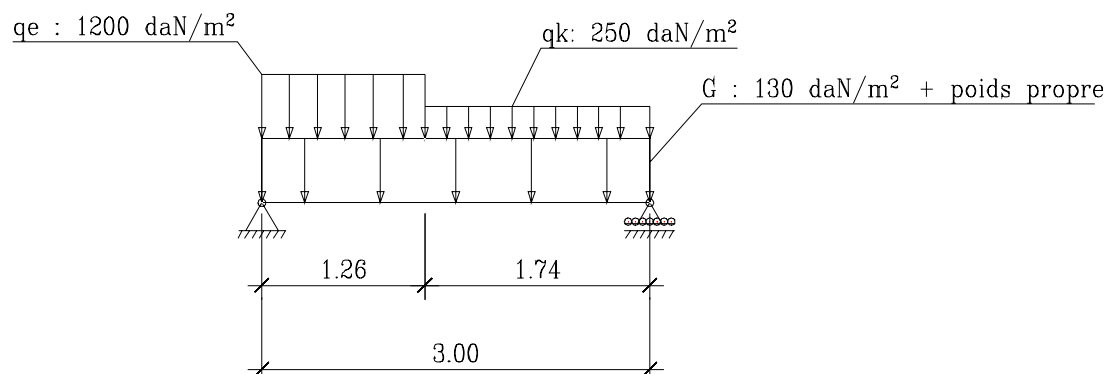 qe : 1200 daN/m²
qk: 250 daN/m²
G : 130 daN/m² + poids propre
1.26
1.74
3.00